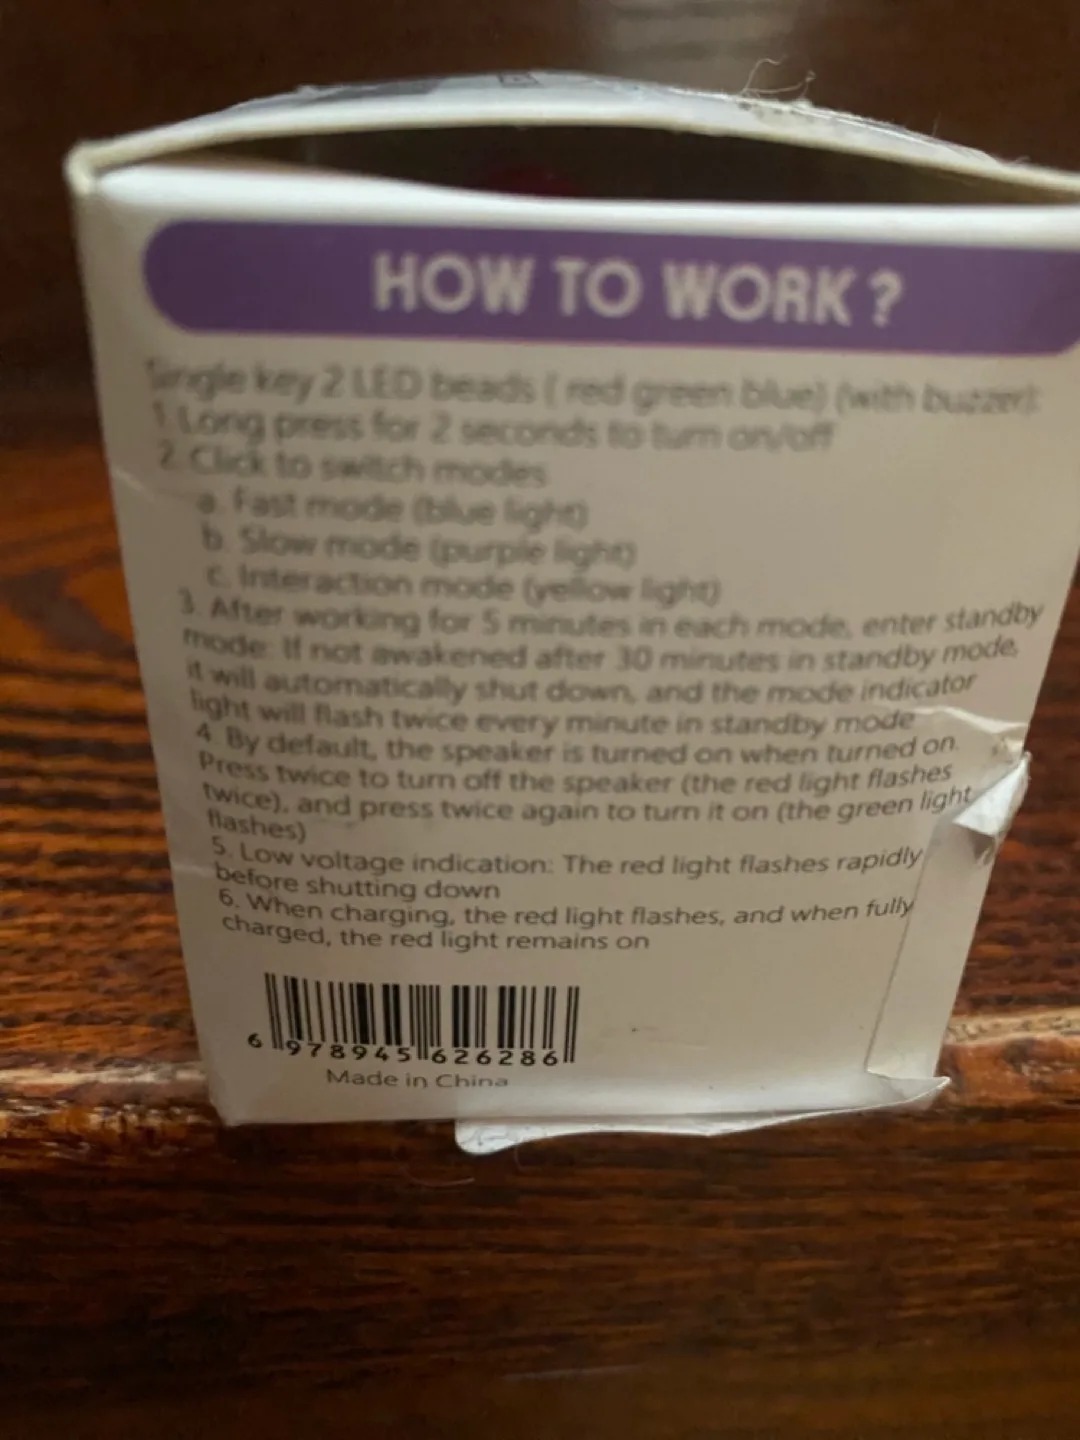 HOW TO WORK?
Single key 2 LED beads ( red green blue) (with buzzer):
1. Long press for 2 seconds to turn on/off
2. Click to switch modes
a. Fast mode (blue light)
b. Slow mode (purple light)
c. Interaction mode (yellow light)
3. After working for 5 minutes in each mode, enter standby
mode: If not awakened after 30 minutes in standby mode,
it will automatically shut down, and the mode indicator
light will flash twice every minute in standby mode
4. By default, the speaker is turned on when turned on.
Press twice to turn off the speaker (the red light flashes
twice), and press twice again to turn it on (the green light
flashes)
5. Low voltage indication: The red light flashes rapidly
before shutting down
6. When charging, the red light flashes, and when fully
charged, the red light remains on
6 978945 626286
Made in China